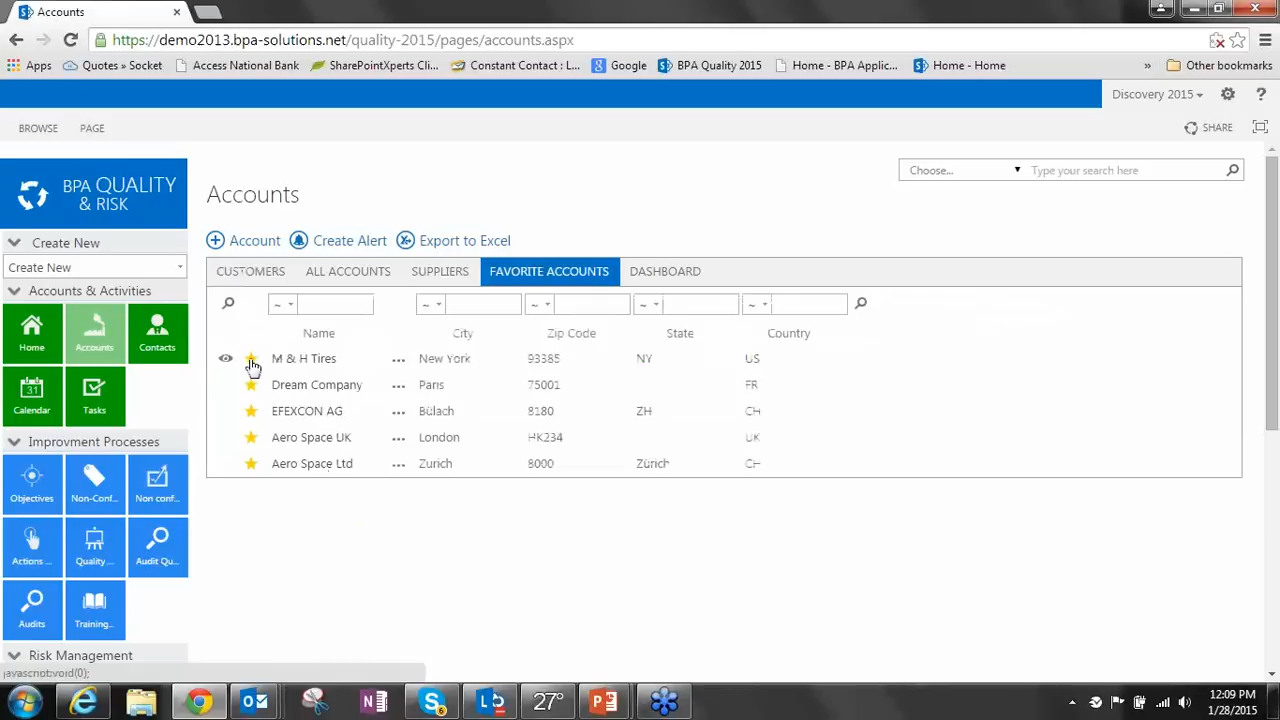 Accounts
https://demo2013.bpa-solutions.net/quality-2015/pages/accounts.aspx
Apps Quotes » Socket Access National Bank SharePointXperts Cli... Constant Contact : L... Google BPA Quality 2015 Home - BPA Applic... Home - Home » Other bookmarks
Discovery 2015 ?
BROWSE PAGE SHARE
BPA QUALITY & RISK
Choose... Type your search here
Accounts
Create New
Account Create Alert Export to Excel
Create New
CUSTOMERS ALL ACCOUNTS SUPPLIERS FAVORITE ACCOUNTS DASHBOARD
Accounts & Activities
~ ~ ~ ~ ~
Home Accounts Contacts
Name City Zip Code State Country
M & H Tires ... New York 93385 NY US
Dream Company ... Paris 75001 FR
EFEXCON AG ... Bülach 8180 ZH CH
Aero Space UK ... London HK234 UK
Aero Space Ltd ... Zurich 8000 Zürich CH
31
Calendar Tasks
Improvment Processes
Objectives Non-Conf... Non conf...
Actions ... Quality ... Audit Qu...
Audits Training...
Risk Management
javascript:void(0);
6 27° 12:09 PM
1/28/2015